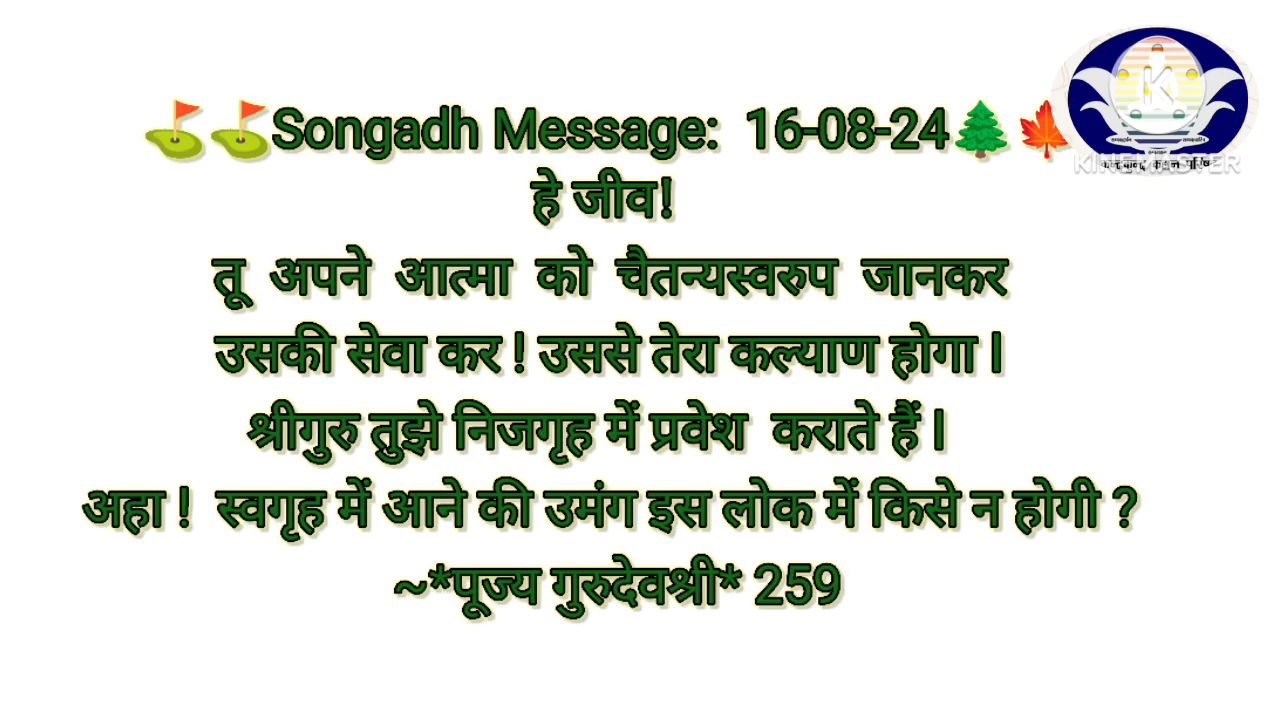 ⛳⛳Songadh Message: 16-08-24🌲🍁
हे जीव!
तू अपने आत्मा को चैतन्यस्वरुप जानकर
उसकी सेवा कर ! उससे तेरा कल्याण होगा l
श्रीगुरु तुझे निजगृह में प्रवेश कराते हैं l
अहा ! स्वगृह में आने की उमंग इस लोक में किसे न होगी ?
~*पूज्य गुरुदेवश्री* 259
KINEMASTER